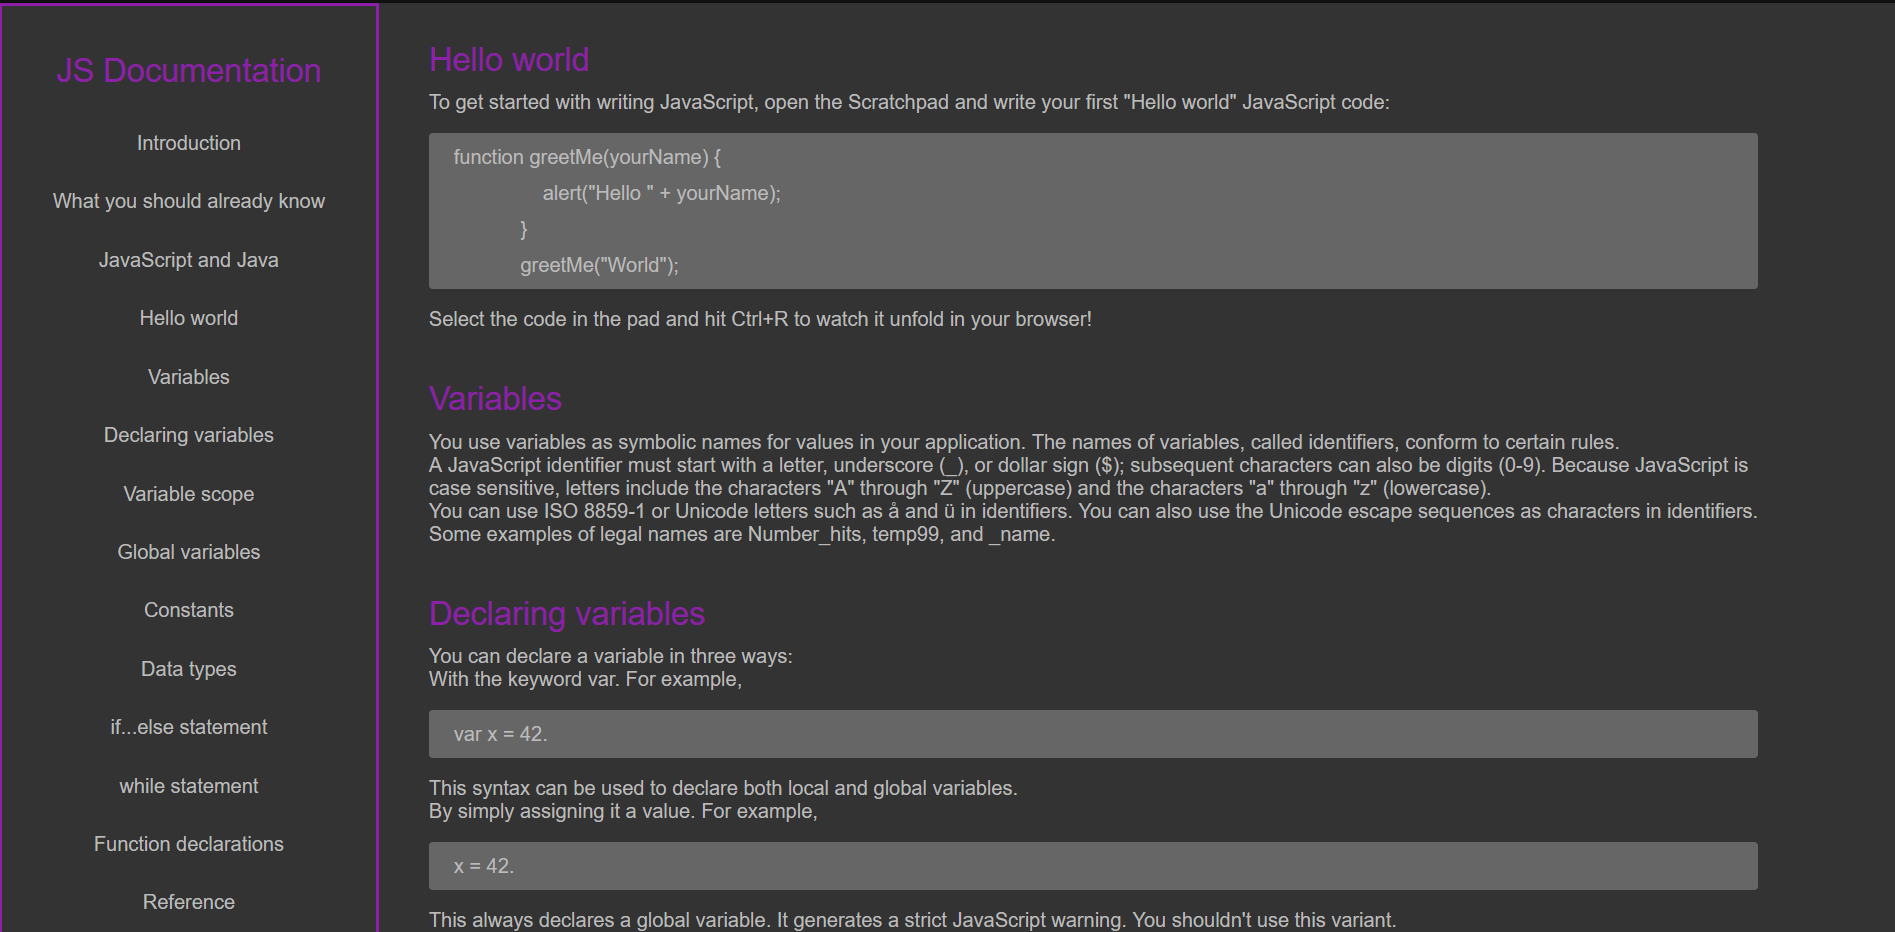 JS Documentation
Introduction
What you should already know
JavaScript and Java
Hello world
Variables
Declaring variables
Variable scope
Global variables
Constants
Data types
if...else statement
while statement
Function declarations
Reference
Hello world
To get started with writing JavaScript, open the Scratchpad and write your first "Hello world" JavaScript code:
function greetMe(yourName) {
alert("Hello " + yourName);
}
greetMe("World");
Select the code in the pad and hit Ctrl+R to watch it unfold in your browser!
Variables
You use variables as symbolic names for values in your application. The names of variables, called identifiers, conform to certain rules.
A JavaScript identifier must start with a letter, underscore (_), or dollar sign ($); subsequent characters can also be digits (0-9). Because JavaScript is
case sensitive, letters include the characters "A" through "Z" (uppercase) and the characters "a" through "z" (lowercase).
You can use ISO 8859-1 or Unicode letters such as å and ü in identifiers. You can also use the Unicode escape sequences as characters in identifiers.
Some examples of legal names are Number_hits, temp99, and _name.
Declaring variables
You can declare a variable in three ways:
With the keyword var. For example,
var x = 42.
This syntax can be used to declare both local and global variables.
By simply assigning it a value. For example,
x = 42.
This always declares a global variable. It generates a strict JavaScript warning. You shouldn't use this variant.